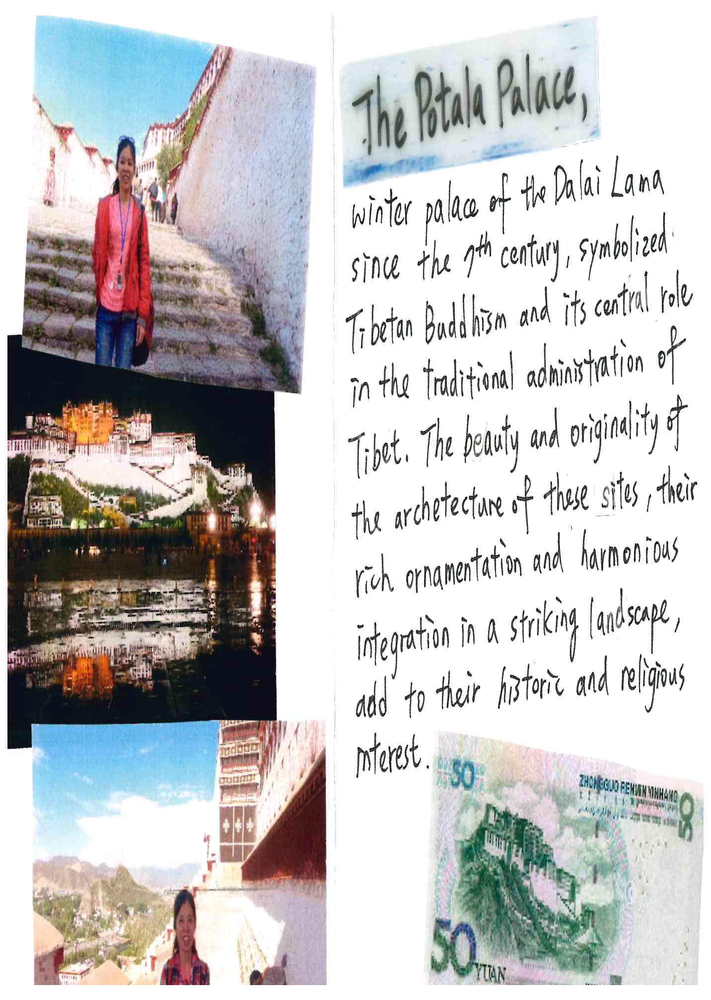 The Potala Palace,
winter palace of the Dalai Lama
since the 7th century, symbolized
Tibetan Buddhism and its central role
in the traditional administration of
Tibet. The beauty and originality of
the archetecture of these sites, their
rich ornamentation and harmonious
integration in a striking landscape,
add to their historic and religious
interest.
50
ZHONGGUO RENMIN YINHANG
50
50
YUAN